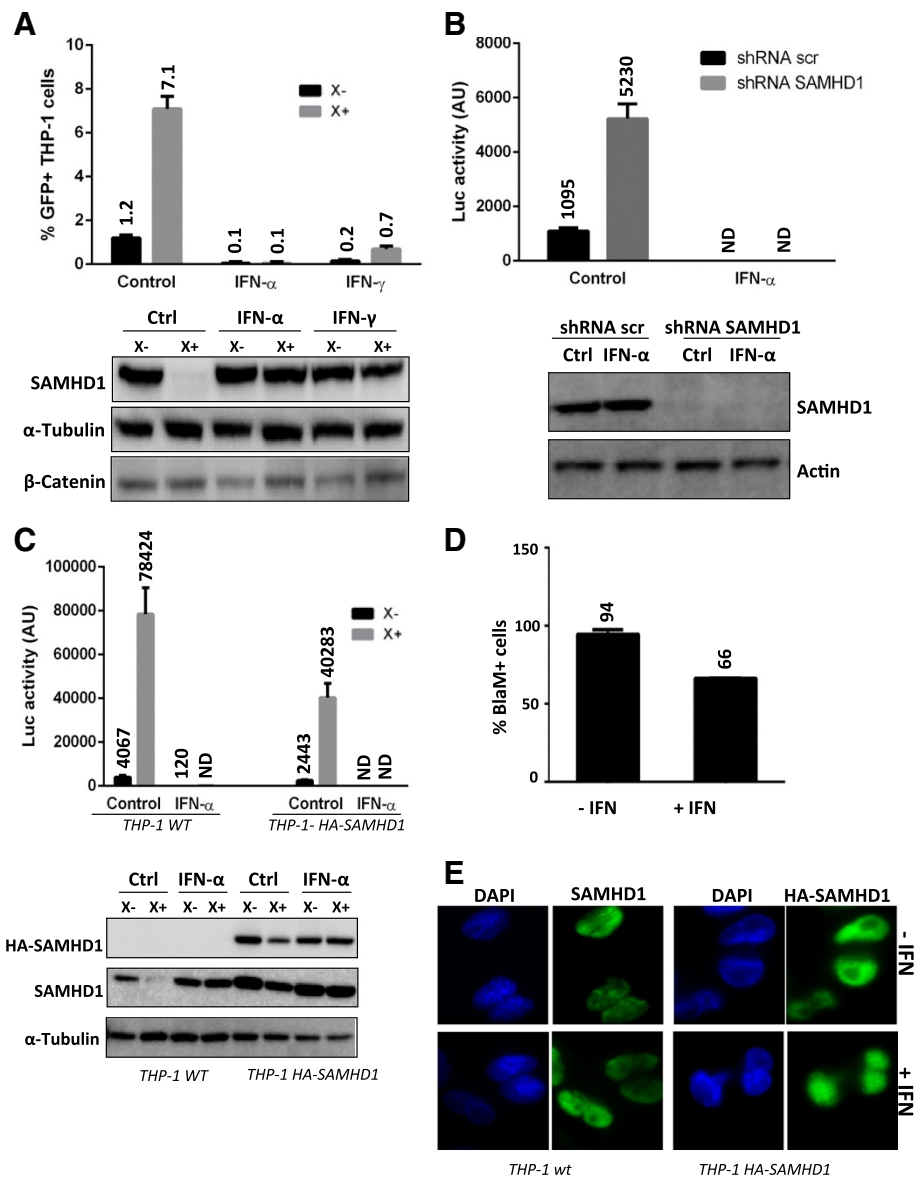 A
% GFP+ THP-1 cells
10
8
6
4
2
0
1.2
7.1
0.1
0.1
0.2
0.7
X-
X+
Control
IFN-α
IFN-γ
Ctrl
IFN-α
IFN-γ
X-
X+
X-
X+
X-
X+
SAMHD1
α-Tubulin
β-Catenin
B
Luc activity (AU)
8000
6000
4000
2000
0
1095
5230
ND
ND
shRNA scr
shRNA SAMHD1
Control
IFN-α
shRNA scr
shRNA SAMHD1
Ctrl
IFN-α
Ctrl
IFN-α
SAMHD1
Actin
C
Luc activity (AU)
100000
80000
60000
40000
20000
0
4067
78424
120
ND
2443
40283
ND
ND
X-
X+
Control
IFN-α
Control
IFN-α
THP-1 WT
THP-1- HA-SAMHD1
Ctrl
IFN-α
Ctrl
IFN-α
X-
X+
X-
X+
X-
X+
X-
X+
HA-SAMHD1
SAMHD1
α-Tubulin
THP-1 WT
THP-1 HA-SAMHD1
D
% BlaM+ cells
150
100
50
0
94
66
- IFN
+ IFN
E
DAPI
SAMHD1
DAPI
HA-SAMHD1
- IFN
+ IFN
THP-1 wt
THP-1 HA-SAMHD1